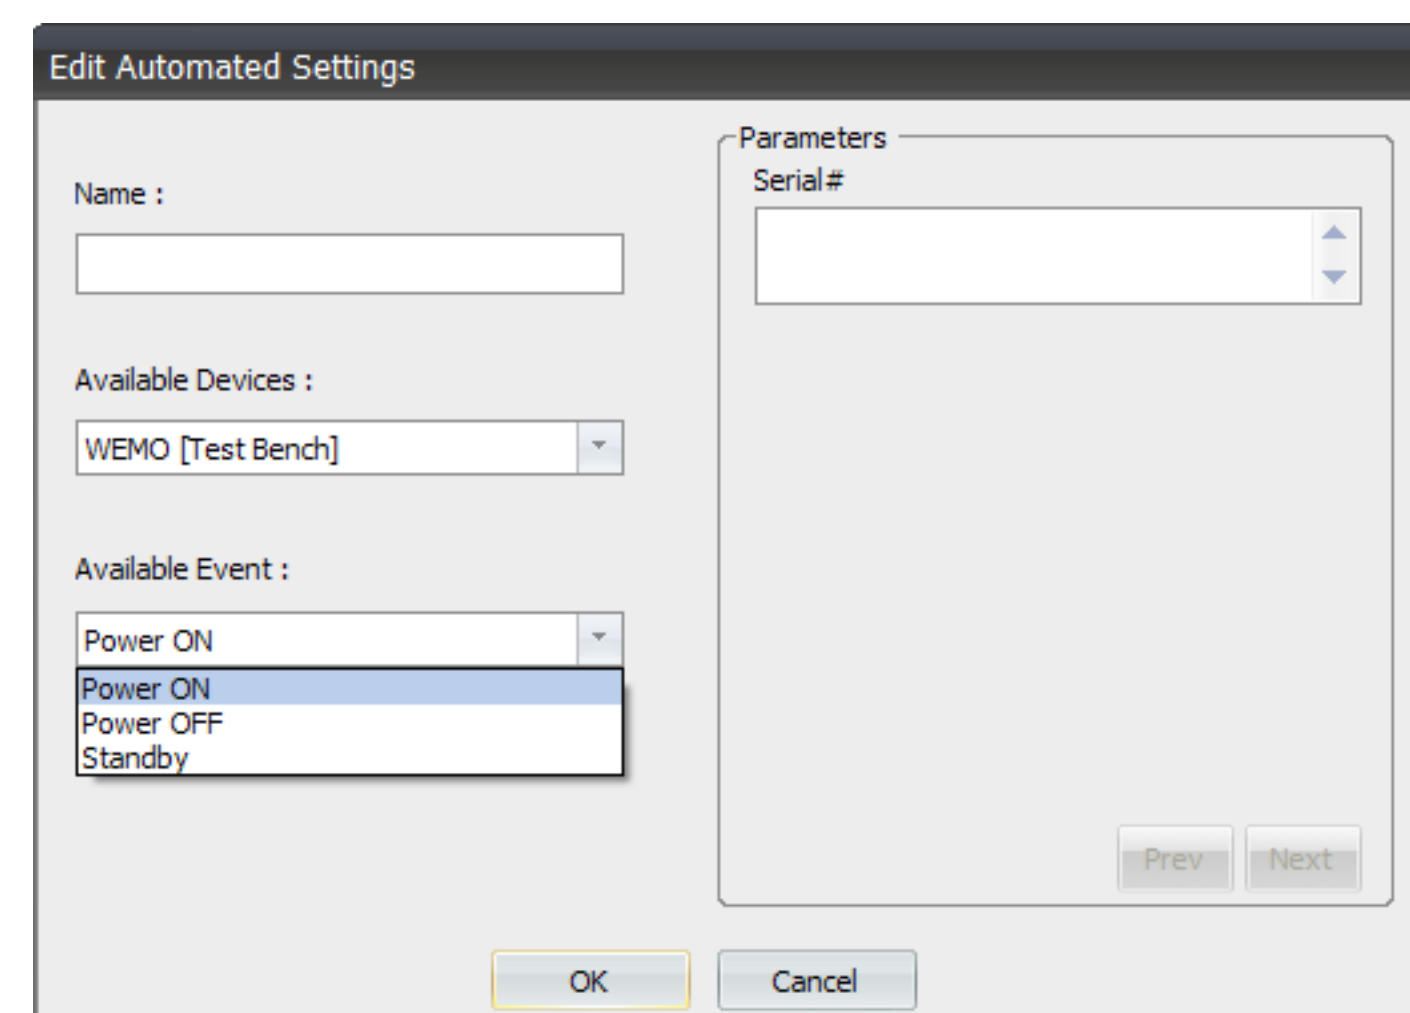 Edit Automated Settings
Name :
Available Devices :
WEMO [Test Bench]
Available Event :
Power ON
Power ON
Power OFF
Standby
Parameters
Serial#
Prev Next
OK Cancel